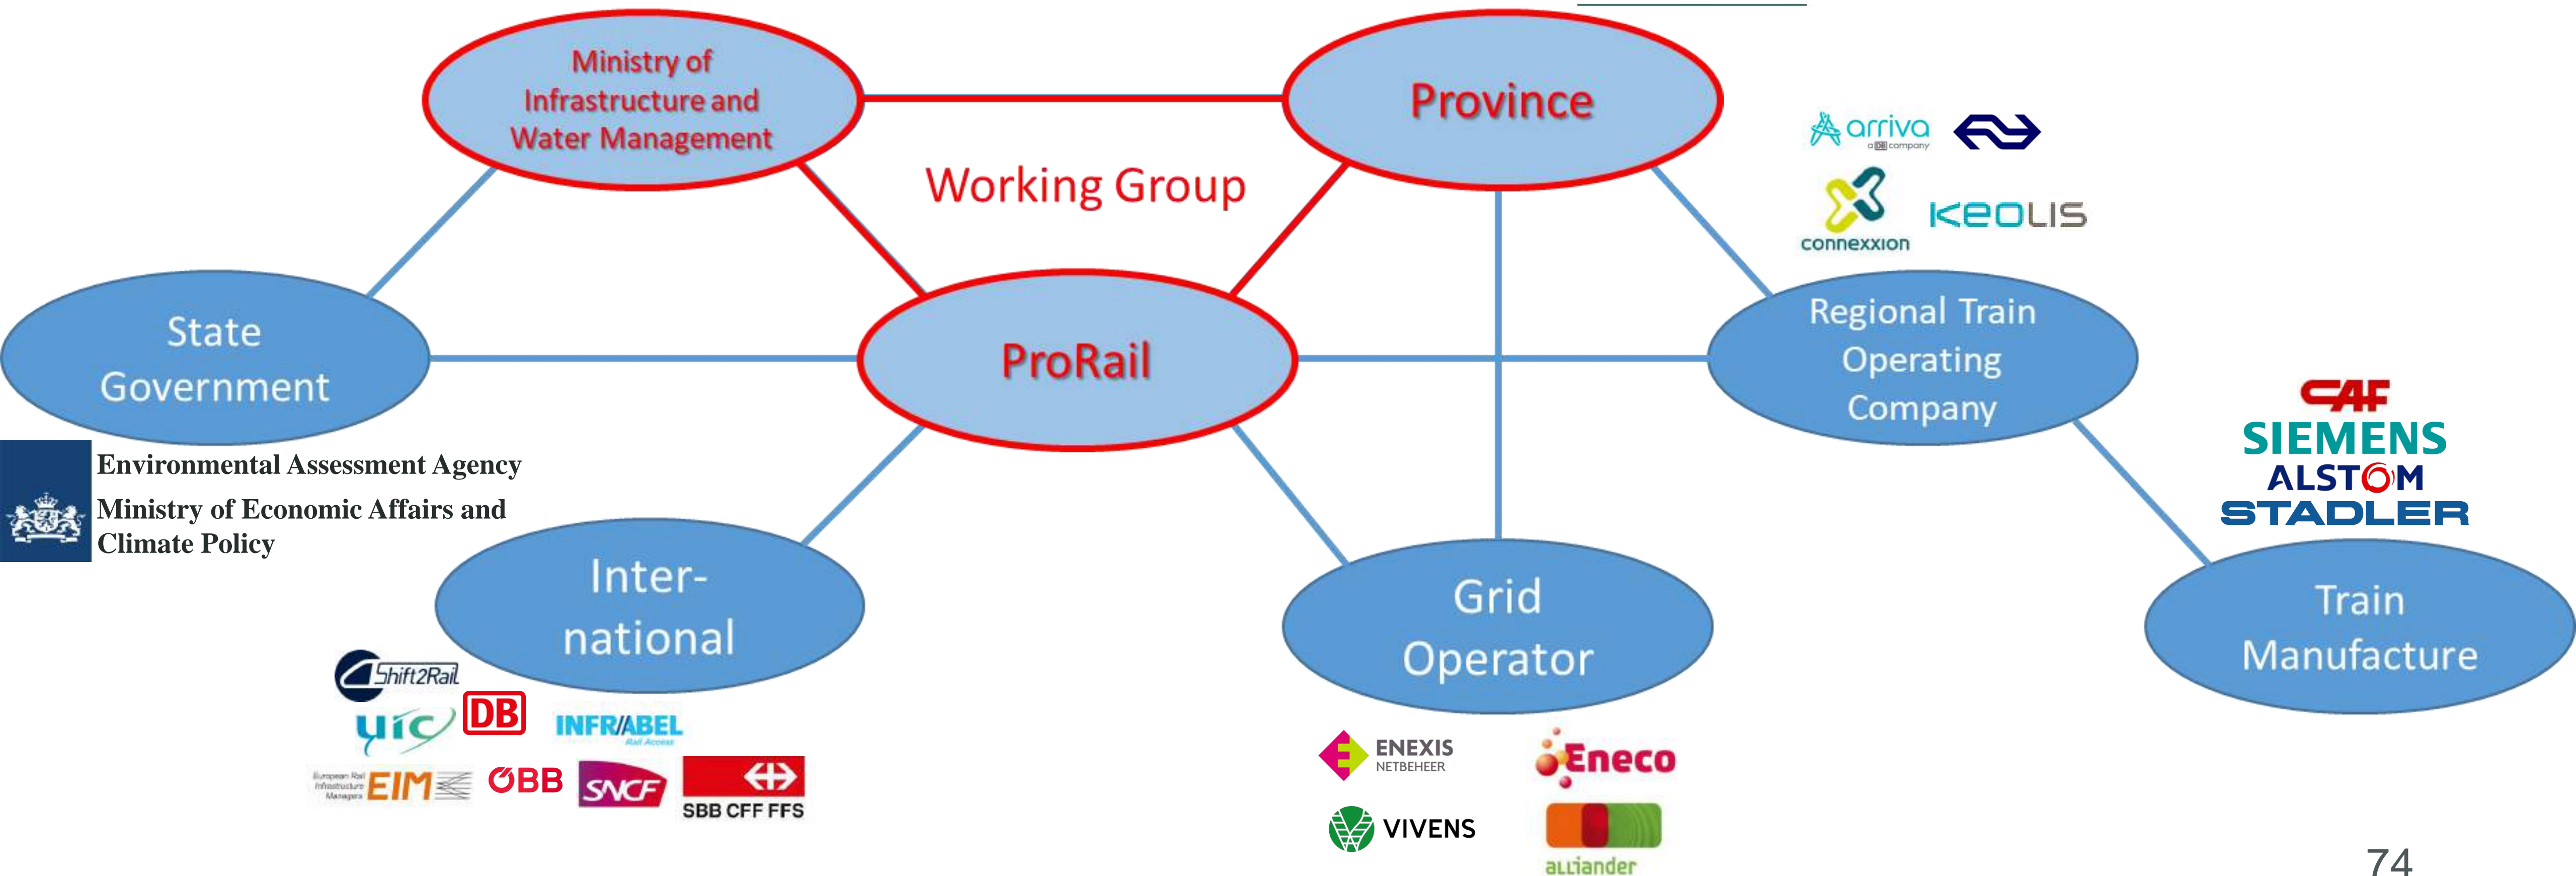 Ministry of
Infrastructure and
Water Management
Province
Working Group
arriva
a DB company
connexxion
KEOLIS
State
Government
ProRail
Regional Train
Operating
Company
CAF
SIEMENS
ALSTOM
STADLER
Environmental Assessment Agency
Ministry of Economic Affairs and
Climate Policy
Inter-
national
Grid
Operator
Train
Manufacture
Shift2Rail
uic
DB
INFRABEL
Rail Access
European Rail
Infrastructure
Managers
EIM
ÖBB
SNCF
SBB CFF FFS
ENEXIS
NETBEHEER
Eneco
VIVENS
alliander
74